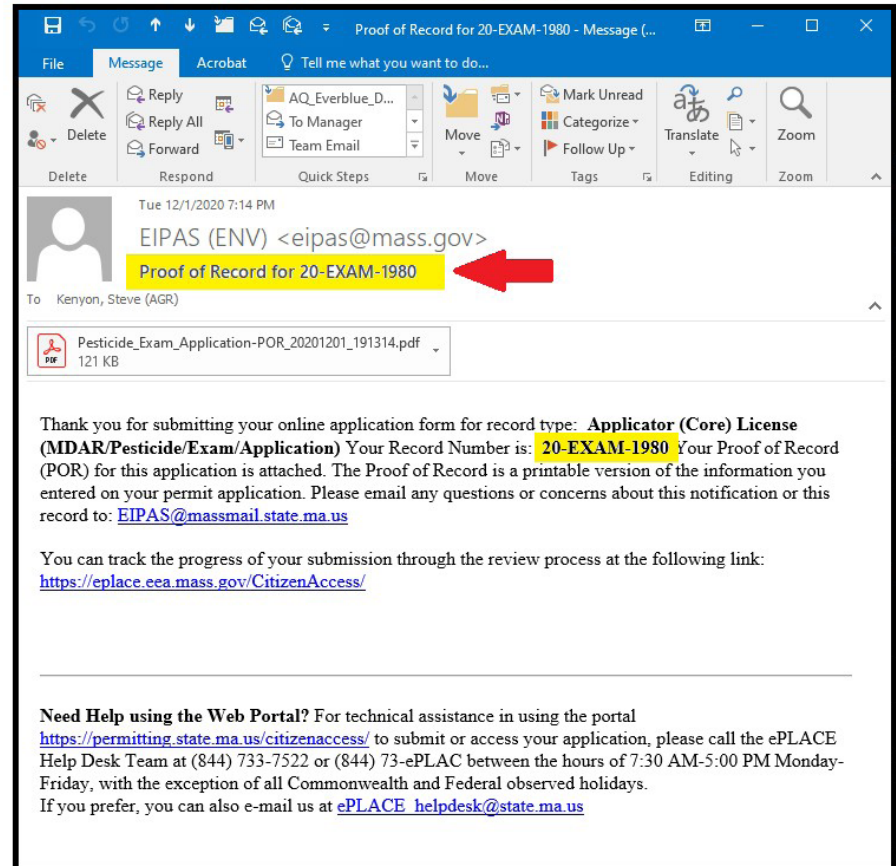 Proof of Record for 20-EXAM-1980 - Message (...
File Message Acrobat Tell me what you want to do...
Delete
Reply
Reply All
Forward
AQ_Everblue_D...
To Manager
Team Email
Move
Mark Unread
Categorize
Follow Up
Translate
Zoom
Delete Respond Quick Steps Move Tags Editing Zoom
Tue 12/1/2020 7:14 PM
EIPAS (ENV) <eipas@mass.gov>
Proof of Record for 20-EXAM-1980
To Kenyon, Steve (AGR)
PDF
Pesticide_Exam_Application-POR_20201201_191314.pdf
121 KB
Thank you for submitting your online application form for record type: Applicator (Core) License
(MDAR/Pesticide/Exam/Application) Your Record Number is: 20-EXAM-1980 Your Proof of Record
(POR) for this application is attached. The Proof of Record is a printable version of the information you
entered on your permit application. Please email any questions or concerns about this notification or this
record to: EIPAS@massmail.state.ma.us
You can track the progress of your submission through the review process at the following link:
https://eplace.eea.mass.gov/CitizenAccess/
Need Help using the Web Portal? For technical assistance in using the portal
https://permitting.state.ma.us/citizenaccess/ to submit or access your application, please call the ePLACE
Help Desk Team at (844) 733-7522 or (844) 73-ePLAC between the hours of 7:30 AM-5:00 PM Monday-
Friday, with the exception of all Commonwealth and Federal observed holidays.
If you prefer, you can also e-mail us at ePLACE_helpdesk@state.ma.us